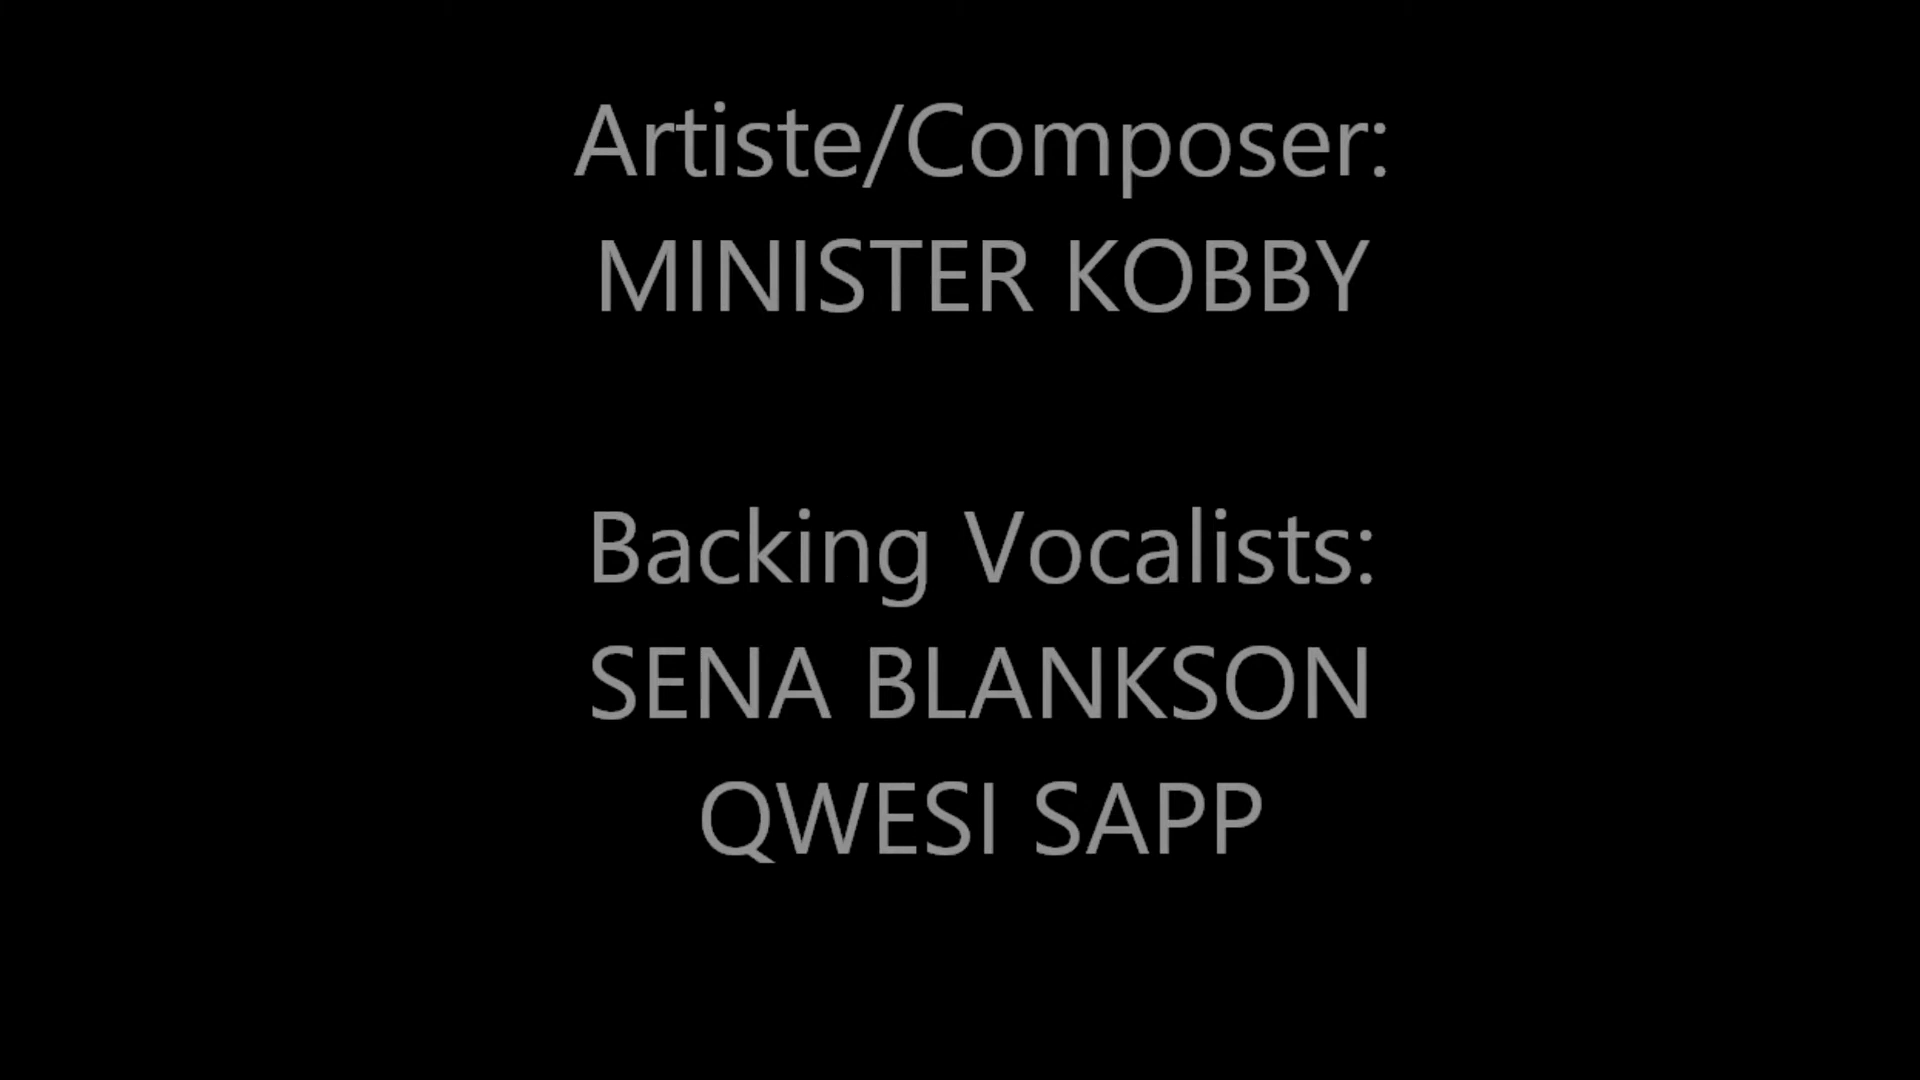 Artiste/Composer:
MINISTER KOBBY
Backing Vocalists:
SENA BLANKSON
QWESI SAPP